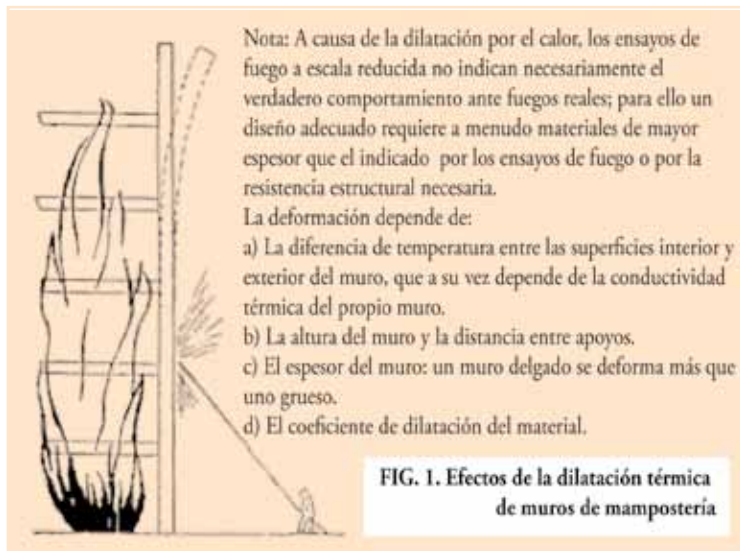 Nota: A causa de la dilatación por el calor, los ensayos de
fuego a escala reducida no indican necesariamente el
verdadero comportamiento ante fuegos reales; para ello un
diseño adecuado requiere a menudo materiales de mayor
espesor que el indicado por los ensayos de fuego o por la
resistencia estructural necesaria.
La deformación depende de:
a) La diferencia de temperatura entre las superficies interior y
exterior del muro, que a su vez depende de la conductividad
térmica del propio muro.
b) La altura del muro y la distancia entre apoyos.
c) El espesor del muro: un muro delgado se deforma más que
uno grueso.
d) El coeficiente de dilatación del material.
FIG. 1. Efectos de la dilatación térmica
de muros de mampostería